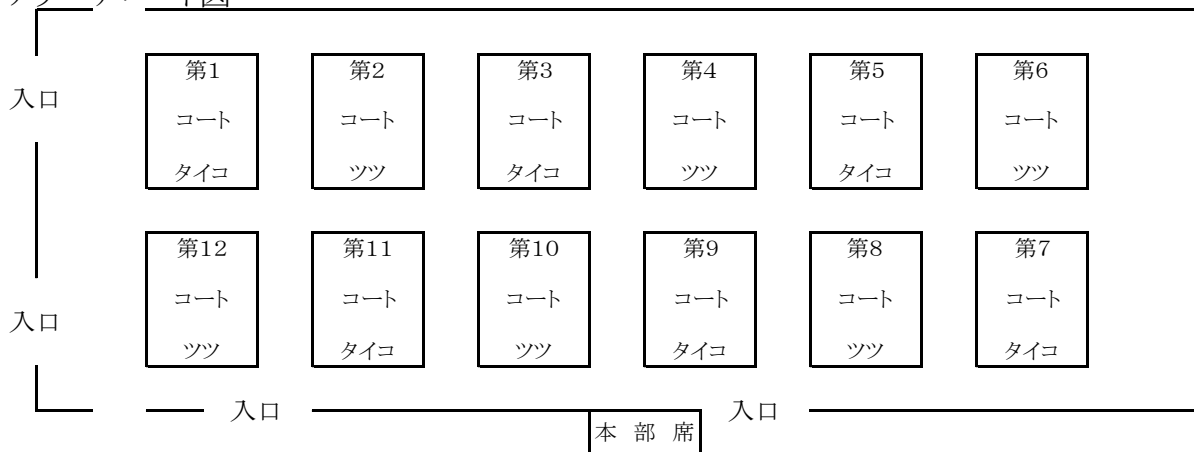 第1 第2 第3 第4 第5 第6
入口
コート コート コート コート コート コート
タイコ ツツ タイコ ツツ タイコ ツツ
第12 第11 第10 第9 第8 第7
コート コート コート コート コート コート
入口
ツツ タイコ ツツ タイコ ツツ タイコ
入口 入口
本部席